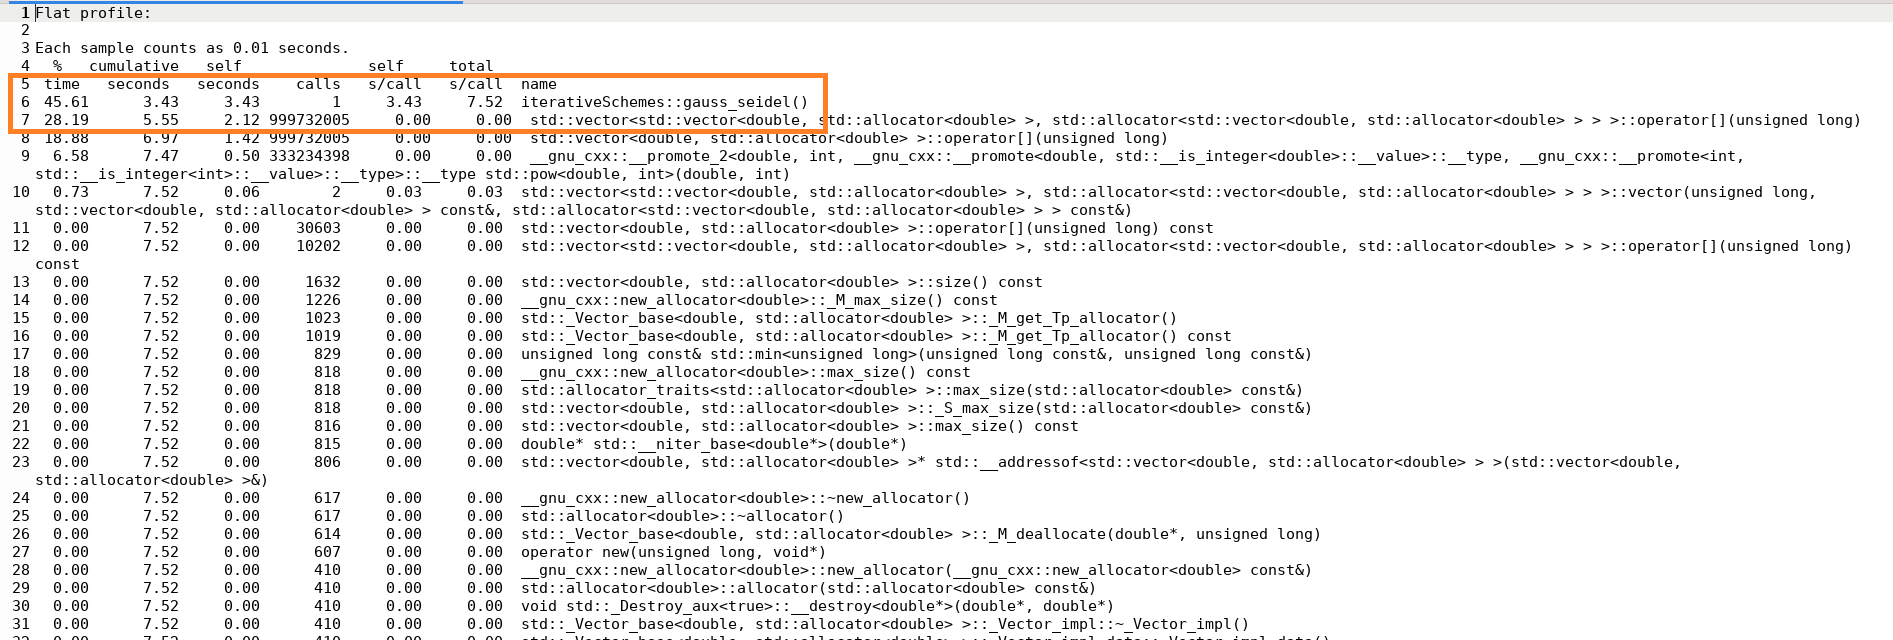 1 Flat profile:
2
3 Each sample counts as 0.01 seconds.
4 % cumulative self self total
5 time seconds seconds calls s/call s/call name
6 45.61 3.43 3.43 1 3.43 7.52 iterativeSchemes::gauss_seidel()
7 28.19 5.55 2.12 999732005 0.00 0.00 std::vector<std::vector<double, std::allocator<double> >, std::allocator<std::vector<double, std::allocator<double> > > >::operator[](unsigned long)
8 18.88 6.97 1.42 999732005 0.00 0.00 std::vector<double, std::allocator<double> >::operator[](unsigned long)
9 6.58 7.47 0.50 333234398 0.00 0.00 __gnu_cxx::__promote_2<double, int, __gnu_cxx::__promote<double, std::__is_integer<double>::__value>::__type, __gnu_cxx::__promote<int,
std::__is_integer<int>::__value>::__type>::__type std::pow<double, int>(double, int)
10 0.73 7.52 0.06 2 0.03 0.03 std::vector<std::vector<double, std::allocator<double> >, std::allocator<std::vector<double, std::allocator<double> > > >::vector(unsigned long,
std::vector<double, std::allocator<double> > const&, std::allocator<std::vector<double, std::allocator<double> > > const&)
11 0.00 7.52 0.00 30603 0.00 0.00 std::vector<double, std::allocator<double> >::operator[](unsigned long) const
12 0.00 7.52 0.00 10202 0.00 0.00 std::vector<std::vector<double, std::allocator<double> >, std::allocator<std::vector<double, std::allocator<double> > > >::operator[](unsigned long)
const
13 0.00 7.52 0.00 1632 0.00 0.00 std::vector<double, std::allocator<double> >::size() const
14 0.00 7.52 0.00 1226 0.00 0.00 __gnu_cxx::new_allocator<double>::_M_max_size() const
15 0.00 7.52 0.00 1023 0.00 0.00 std::_Vector_base<double, std::allocator<double> >::_M_get_Tp_allocator()
16 0.00 7.52 0.00 1019 0.00 0.00 std::_Vector_base<double, std::allocator<double> >::_M_get_Tp_allocator() const
17 0.00 7.52 0.00 829 0.00 0.00 unsigned long const& std::min<unsigned long>(unsigned long const&, unsigned long const&)
18 0.00 7.52 0.00 818 0.00 0.00 __gnu_cxx::new_allocator<double>::max_size() const
19 0.00 7.52 0.00 818 0.00 0.00 std::allocator_traits<std::allocator<double> >::max_size(std::allocator<double> const&)
20 0.00 7.52 0.00 818 0.00 0.00 std::vector<double, std::allocator<double> >::_S_max_size(std::allocator<double> const&)
21 0.00 7.52 0.00 816 0.00 0.00 std::vector<double, std::allocator<double> >::max_size() const
22 0.00 7.52 0.00 815 0.00 0.00 double* std::__niter_base<double*>(double*)
23 0.00 7.52 0.00 806 0.00 0.00 std::vector<double, std::allocator<double> >* std::__addressof<std::vector<double, std::allocator<double> > >(std::vector<double,
std::allocator<double> >&)
24 0.00 7.52 0.00 617 0.00 0.00 __gnu_cxx::new_allocator<double>::~new_allocator()
25 0.00 7.52 0.00 617 0.00 0.00 std::allocator<double>::~allocator()
26 0.00 7.52 0.00 614 0.00 0.00 std::_Vector_base<double, std::allocator<double> >::_M_deallocate(double*, unsigned long)
27 0.00 7.52 0.00 607 0.00 0.00 operator new(unsigned long, void*)
28 0.00 7.52 0.00 410 0.00 0.00 __gnu_cxx::new_allocator<double>::new_allocator(__gnu_cxx::new_allocator<double> const&)
29 0.00 7.52 0.00 410 0.00 0.00 std::allocator<double>::allocator(std::allocator<double> const&)
30 0.00 7.52 0.00 410 0.00 0.00 void std::_Destroy_aux<true>::__destroy<double*>(double*, double*)
31 0.00 7.52 0.00 410 0.00 0.00 std::_Vector_base<double, std::allocator<double> >::_Vector_impl::~_Vector_impl()